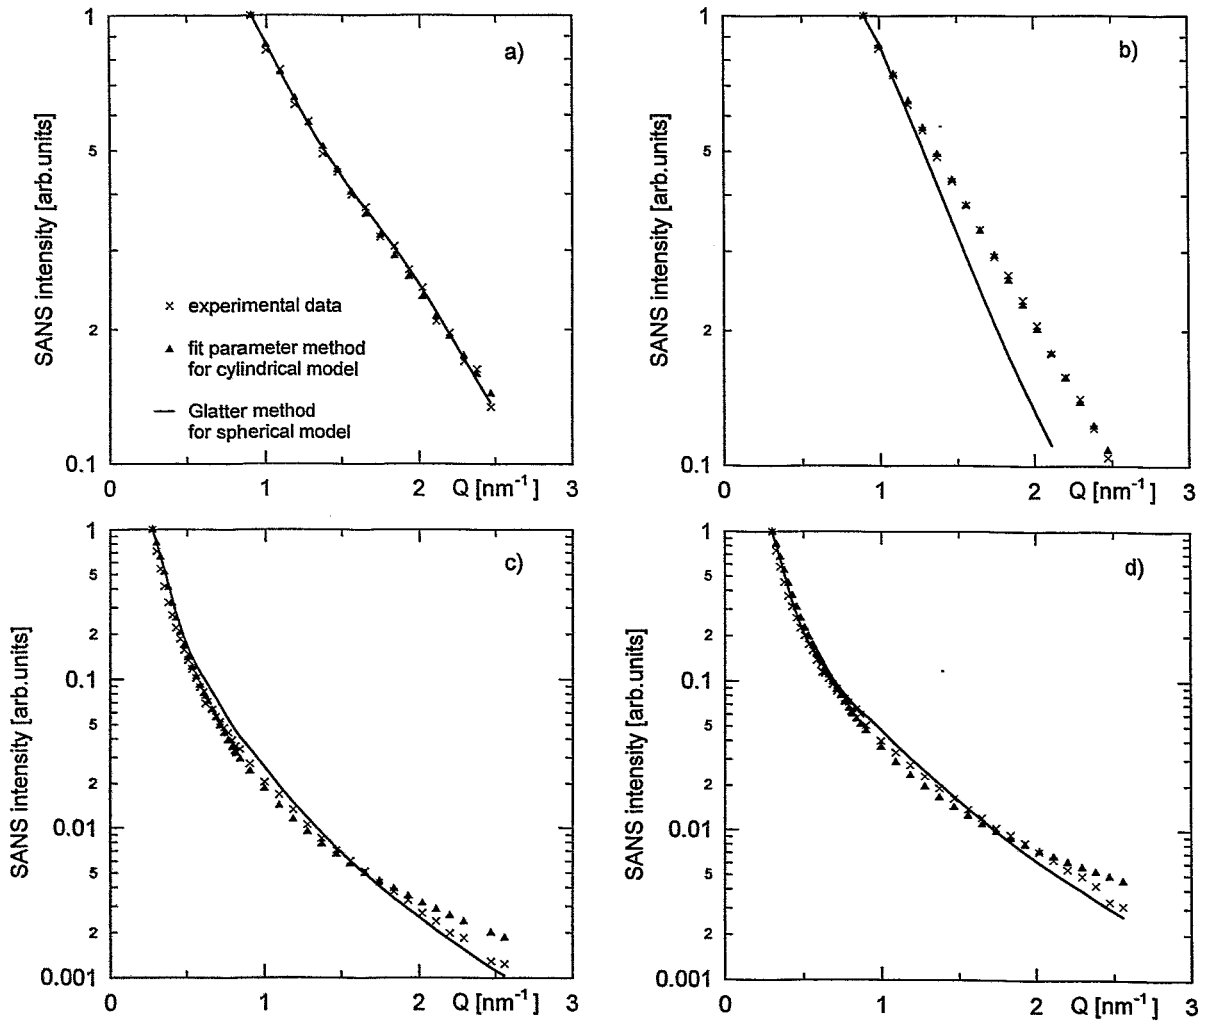 a)
1
5
2
0.1
SANS intensity [arb.units]
× experimental data
▲ fit parameter method
for cylindrical model
— Glatter method
for spherical model
0 1 2 Q [nm⁻¹] 3
b)
1
5
2
0.1
SANS intensity [arb.units]
0 1 2 Q [nm⁻¹] 3
c)
1
5
2
0.1
5
2
0.01
5
2
0.001
SANS intensity [arb.units]
0 1 Q [nm⁻¹] 2 3
d)
1
5
2
0.1
5
2
0.01
5
2
0.001
SANS intensity [arb.units]
0 1 2 Q [nm⁻¹] 3